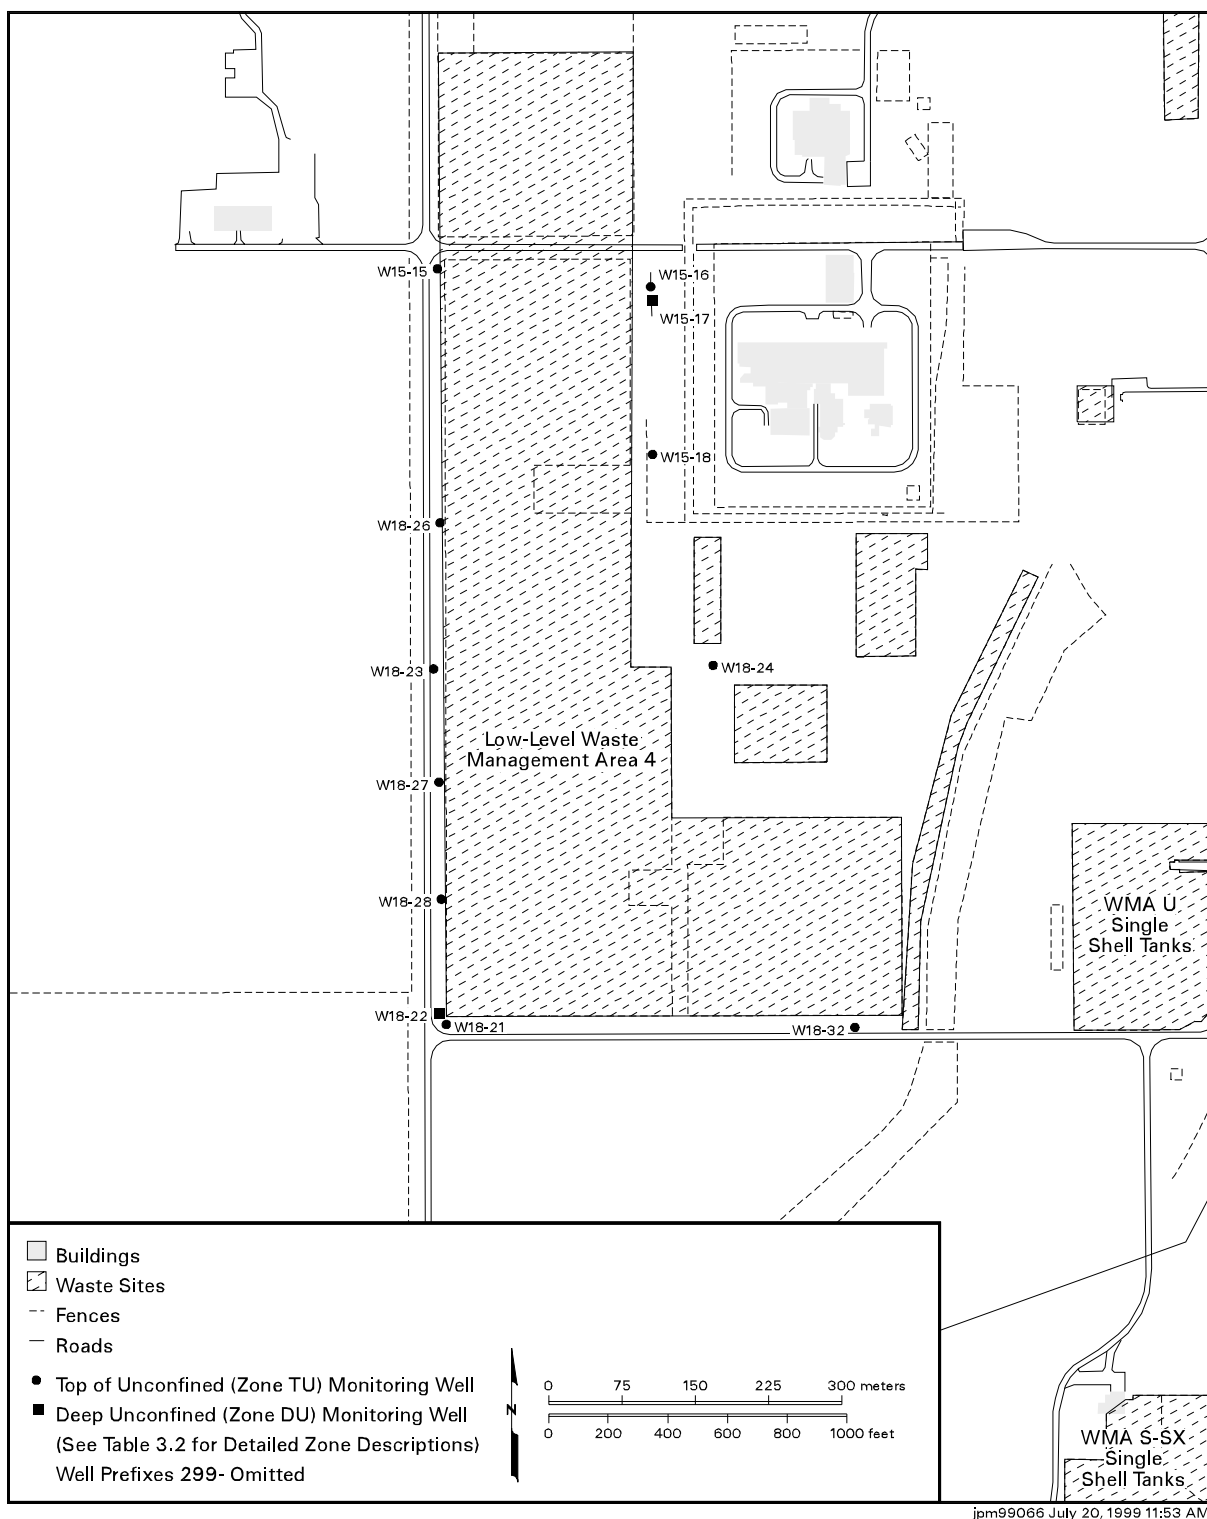 W15-15
W15-16
W15-17
W15-18
W18-26
W18-23
W18-24
Low-Level Waste
Management Area 4
W18-27
W18-28
WMA U
Single
Shell Tanks
W18-22
W18-21
W18-32
Buildings
Waste Sites
Fences
Roads
Top of Unconfined (Zone TU) Monitoring Well
Deep Unconfined (Zone DU) Monitoring Well
(See Table 3.2 for Detailed Zone Descriptions)
Well Prefixes 299- Omitted
N
0 75 150 225 300 meters
0 200 400 600 800 1000 feet
WMA S-SX
Single
Shell Tanks
jpm99066 July 20, 1999 11:53 AM